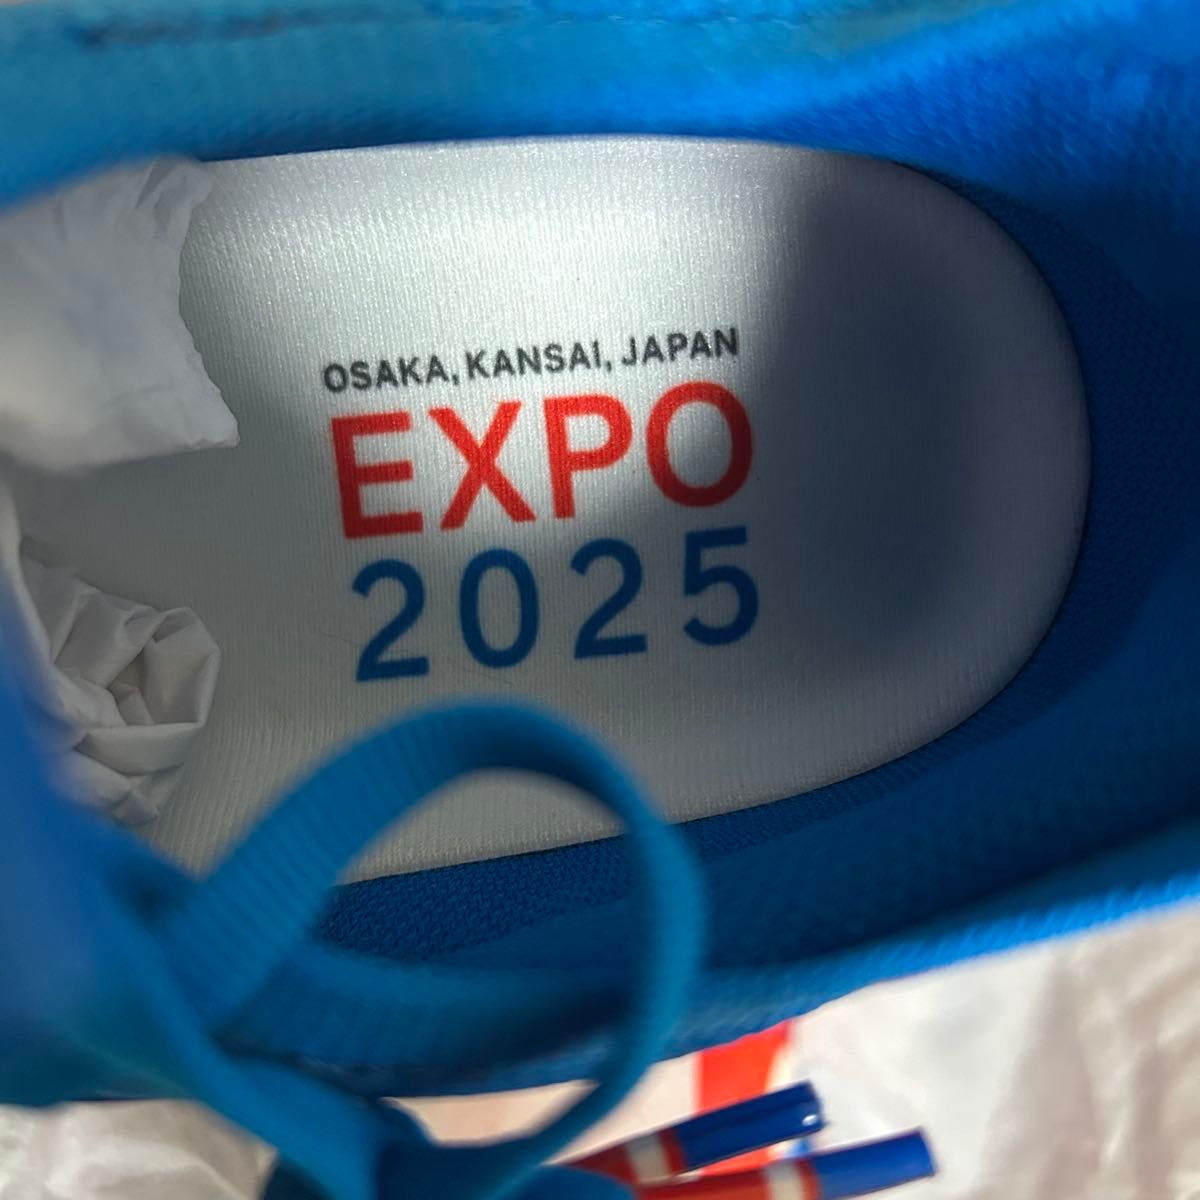 OSAKA, KANSAI, JAPAN
EXPO
2025